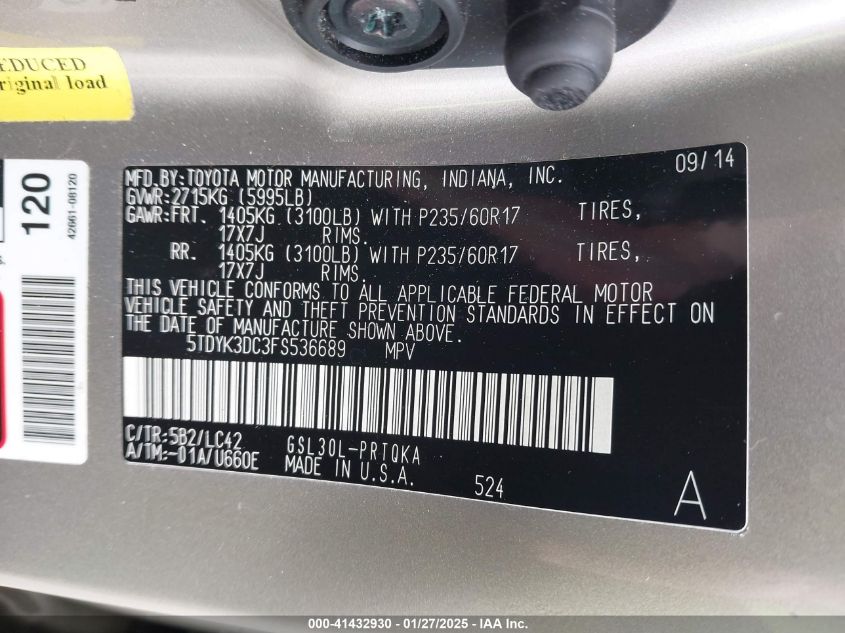 EDUCED
riginal load
120
42661-08120
09/14
MFD.BY:TOYOTA MOTOR MANUFACTURING, INDIANA, INC.
GVWR:2715KG (5995LB)
GAWR:FRT. 1405KG (3100LB) WITH P235/60R17 TIRES,
17X7J RIMS.
RR. 1405KG (3100LB) WITH P235/60R17 TIRES,
17X7J RIMS.
THIS VEHICLE CONFORMS TO ALL APPLICABLE FEDERAL MOTOR
VEHICLE SAFETY AND THEFT PREVENTION STANDARDS IN EFFECT ON
THE DATE OF MANUFACTURE SHOWN ABOVE.
5TDYK3DC3FS536689 MPV
C/TR:5B2/LC42 GSL30L-PRTQKA
A/TM:-01A/U660E MADE IN U.S.A.
524
A
000-41432930 - 01/27/2025 - IAA, Inc.